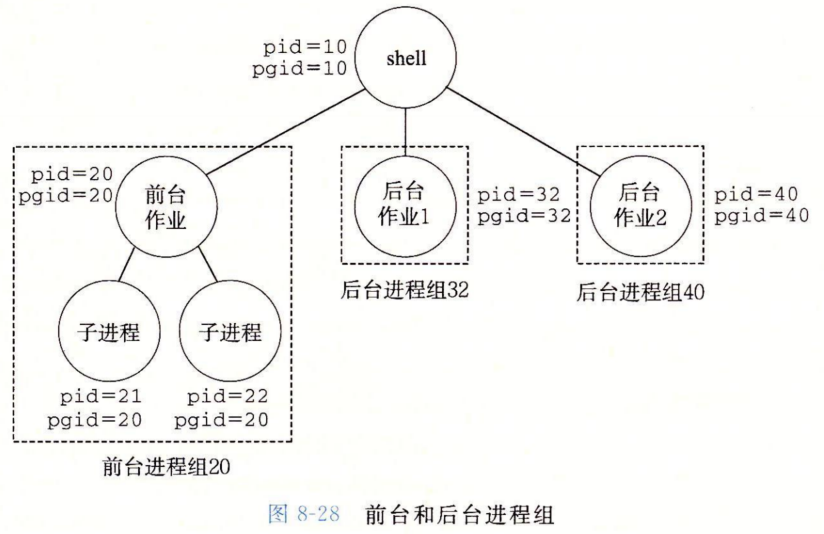 pid=10
pgid=10
shell
pid=20
pgid=20
前台
作业
后台
作业1
pid=32
pgid=32
后台
作业2
pid=40
pgid=40
后台进程组32
后台进程组40
子进程
子进程
pid=21
pgid=20
pid=22
pgid=20
前台进程组20
图 8-28 前台和后台进程组